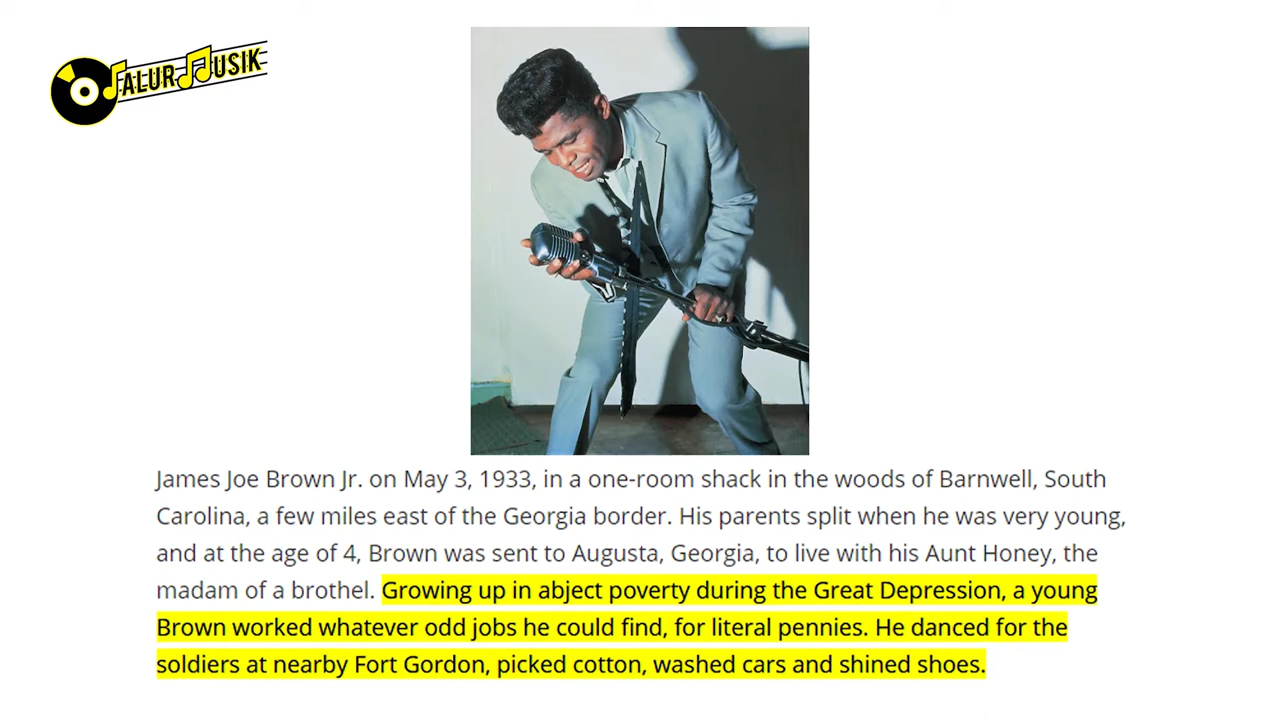 JALUR MUSIK
James Joe Brown Jr. on May 3, 1933, in a one-room shack in the woods of Barnwell, South
Carolina, a few miles east of the Georgia border. His parents split when he was very young,
and at the age of 4, Brown was sent to Augusta, Georgia, to live with his Aunt Honey, the
madam of a brothel. Growing up in abject poverty during the Great Depression, a young
Brown worked whatever odd jobs he could find, for literal pennies. He danced for the
soldiers at nearby Fort Gordon, picked cotton, washed cars and shined shoes.